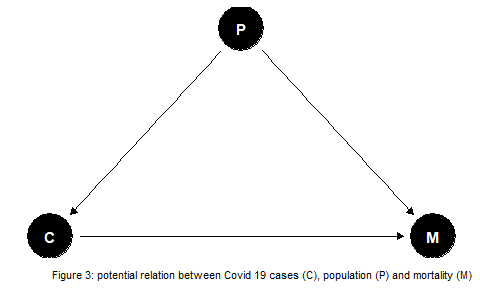 P
C
M
Figure 3: potential relation between Covid 19 cases (C), population (P) and mortality (M)